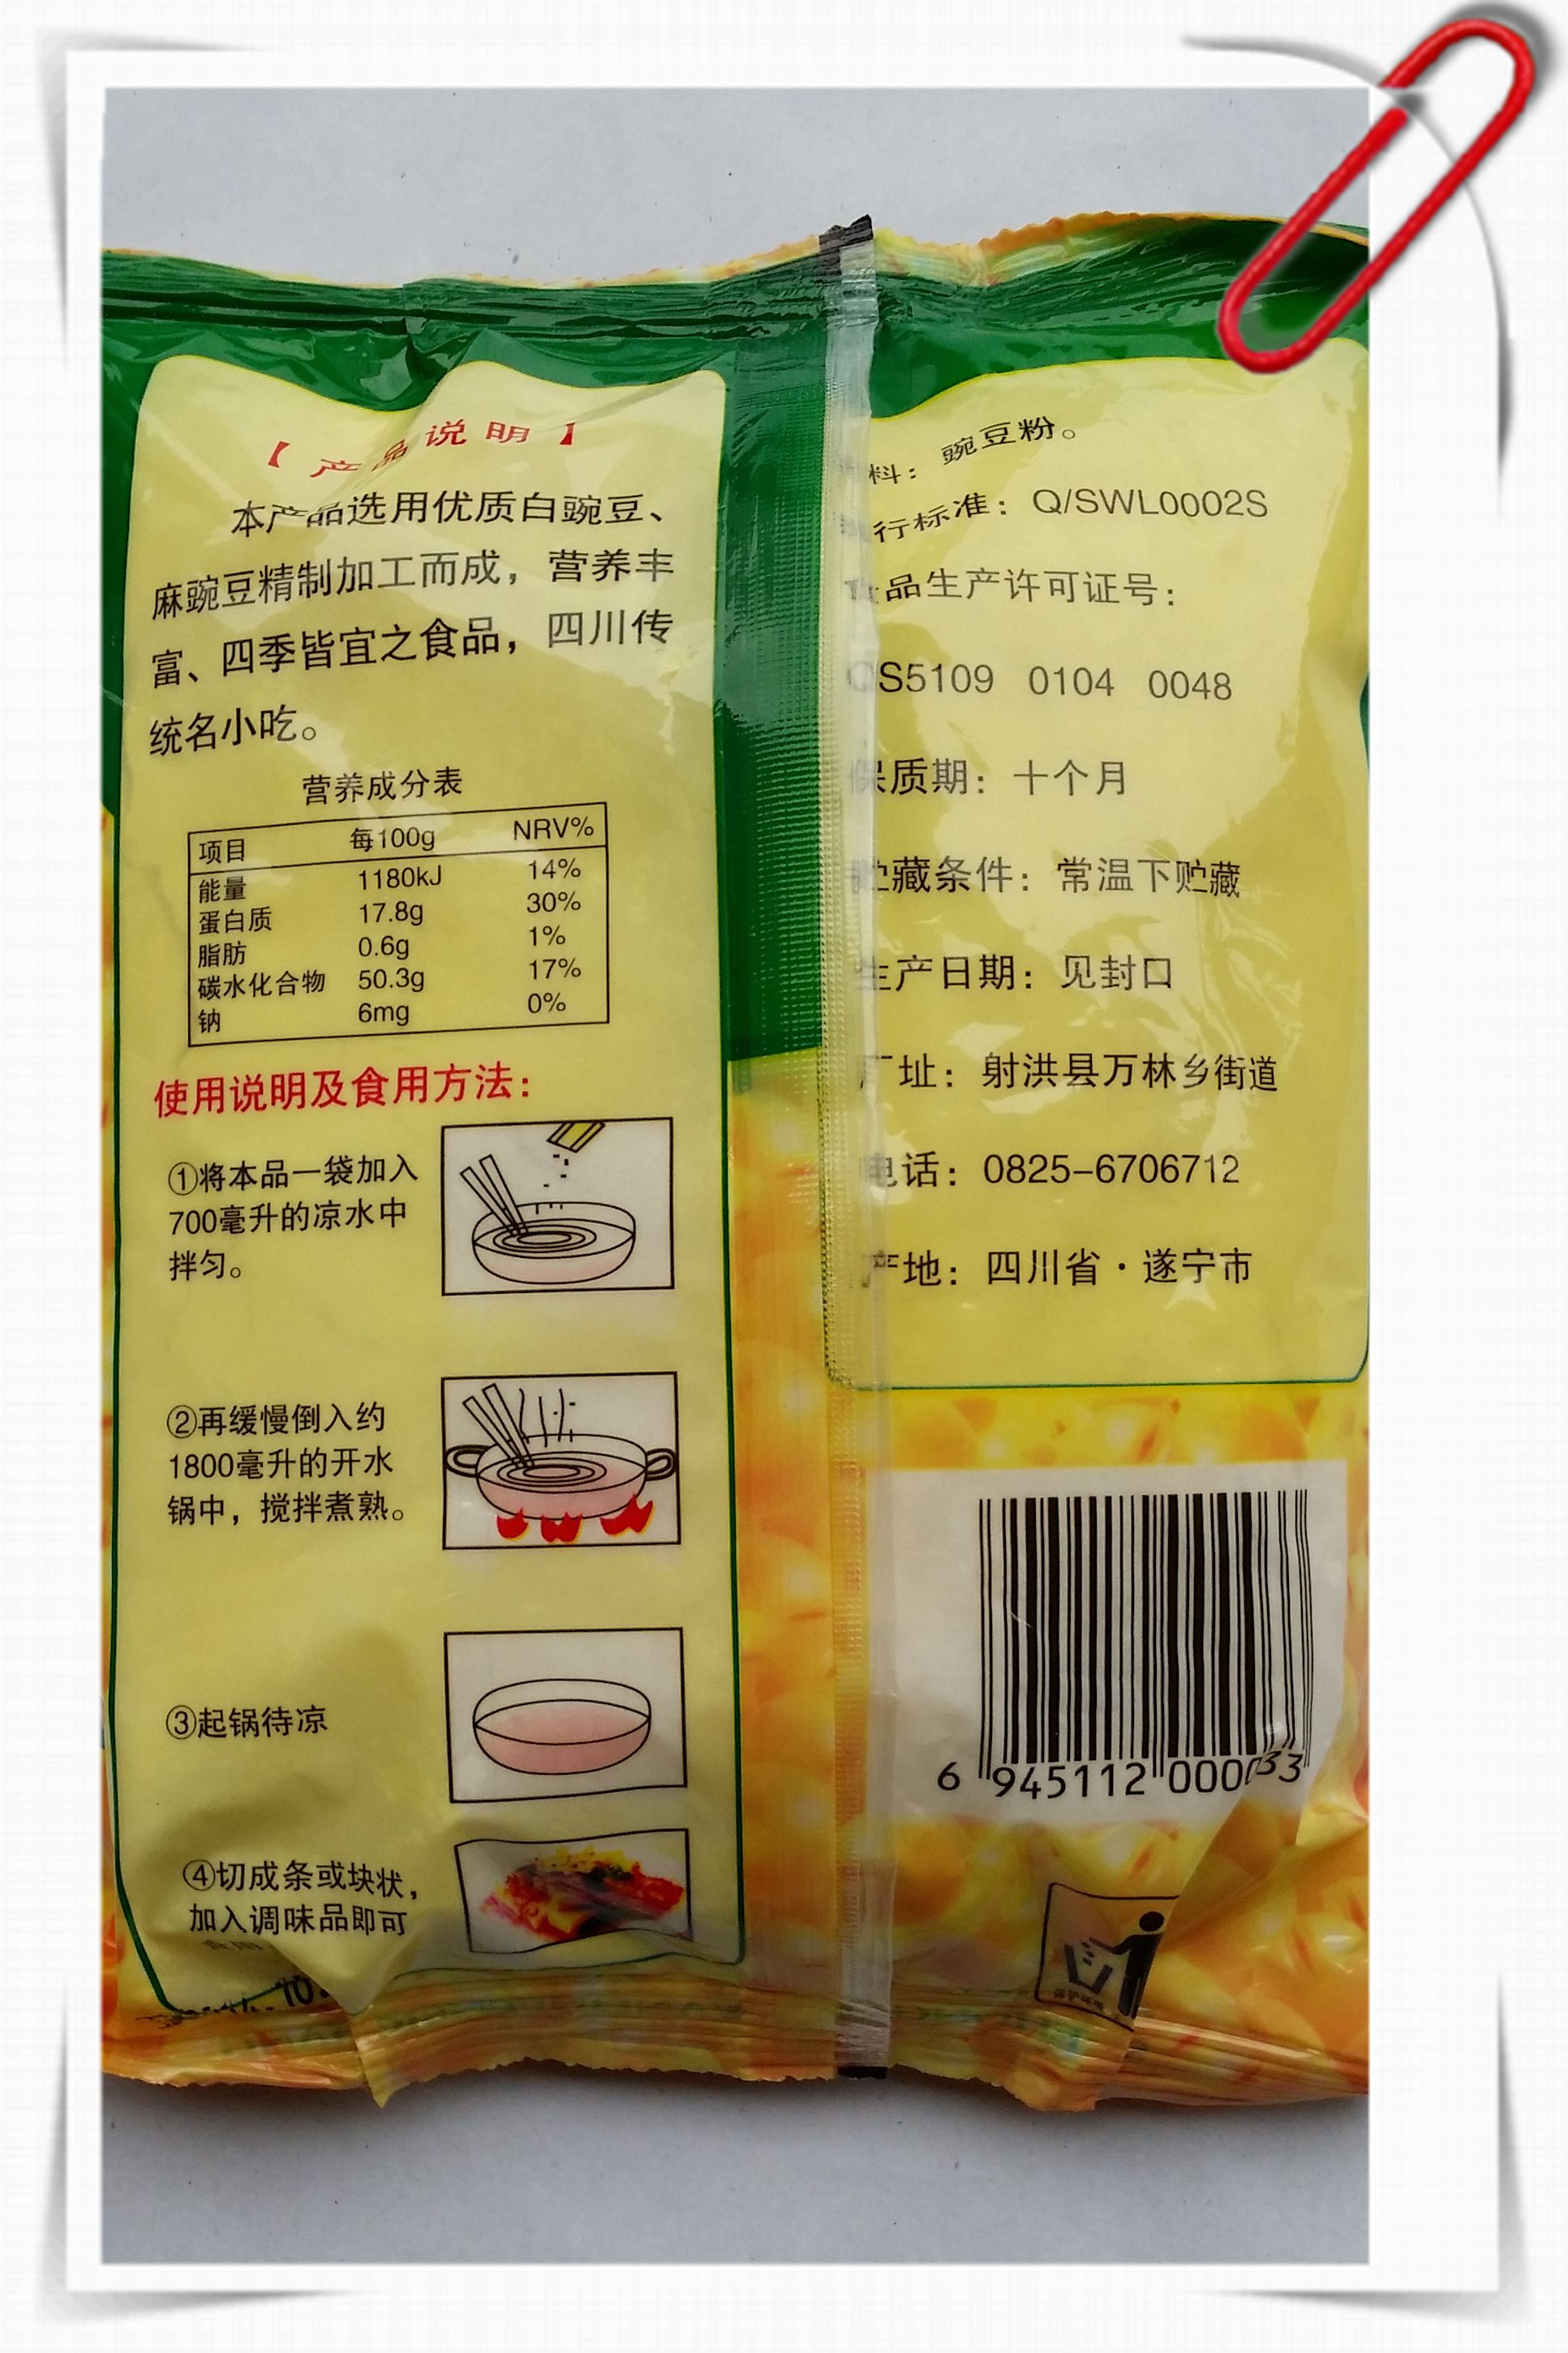 【产品说明】
本产品选用优质白豌豆、
麻豌豆精制加工而成，营养丰
富、四季皆宜之食品，四川传
统名小吃。
营养成分表
项目 每100g NRV%
能量 1180kJ 14%
蛋白质 17.8g 30%
脂肪 0.6g 1%
碳水化合物 50.3g 17%
钠 6mg 0%
使用说明及食用方法：
①将本品一袋加入
700毫升的凉水中
拌匀。
②再缓慢倒入约
1800毫升的开水
锅中，搅拌煮熟。
③起锅待凉
④切成条或块状，
加入调味品即可
料：豌豆粉。
行标准：Q/SWL0002S
食品生产许可证号：
QS5109 0104 0048
保质期：十个月
贮藏条件：常温下贮藏
生产日期：见封口
厂址：射洪县万林乡街道
电话：0825-6706712
产地：四川省·遂宁市
6 945112 000033